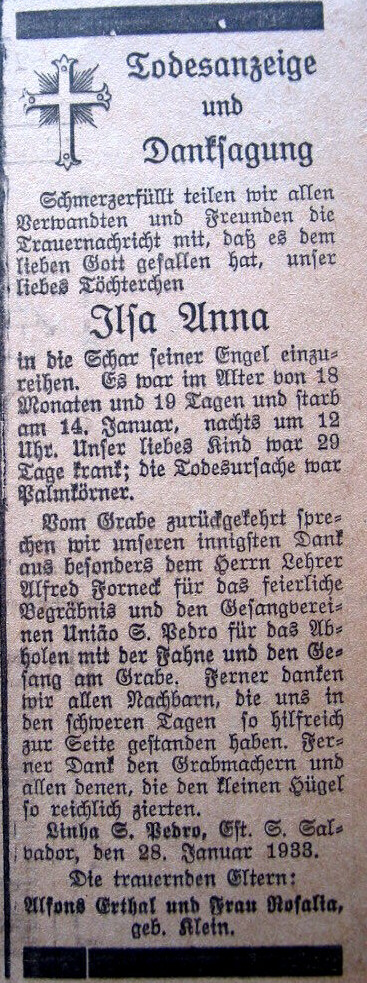 Todesanzeige
und
Danksagung
Schmerzerfüllt teilen wir allen
Verwandten und Freunden die
Trauernachricht mit, daß es dem
lieben Gott gefallen hat, unser
liebes Töchterchen
Ilsa Anna
in die Schar seiner Engel einzu-
reihen. Es war im Alter von 18
Monaten und 19 Tagen und starb
am 14. Januar, nachts um 12
Uhr. Unser liebes Kind war 29
Tage krank; die Todesursache war
Palmkörner.
Vom Grabe zurückgekehrt spre-
chen wir unseren innigsten Dank
aus besonders dem Herrn Lehrer
Alfred Forneck für das feierliche
Begräbnis und den Gesangverei-
nen União S. Pedro für das Ab-
holen mit der Fahne und den Ge-
sang am Grabe. Ferner danken
wir allen Nachbarn, die uns in
den schweren Tagen so hilfreich
zur Seite gestanden haben. Fer-
ner Dank den Grabmachern und
allen denen, die den kleinen Hügel
so reichlich zierten.
Linha S. Pedro, Est. S. Sal-
vador, den 28. Januar 1933.
Die trauernden Eltern:
Alfons Erthal und Frau Rosalia,
geb. Klein.